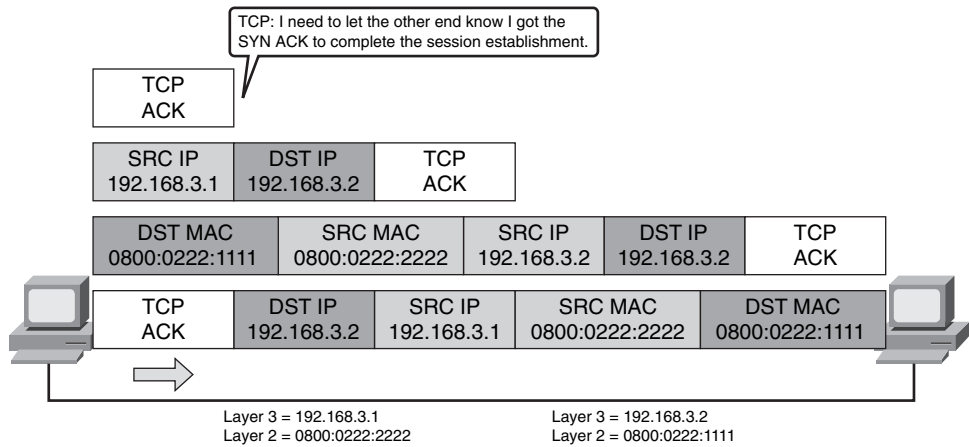 TCP: I need to let the other end know I got the
SYN ACK to complete the session establishment.
TCP
ACK
SRC IP
192.168.3.1
DST IP
192.168.3.2
TCP
ACK
DST MAC
0800:0222:1111
SRC MAC
0800:0222:2222
SRC IP
192.168.3.2
DST IP
192.168.3.2
TCP
ACK
TCP
ACK
DST IP
192.168.3.2
SRC IP
192.168.3.1
SRC MAC
0800:0222:2222
DST MAC
0800:0222:1111
Layer 3 = 192.168.3.1
Layer 2 = 0800:0222:2222
Layer 3 = 192.168.3.2
Layer 2 = 0800:0222:1111